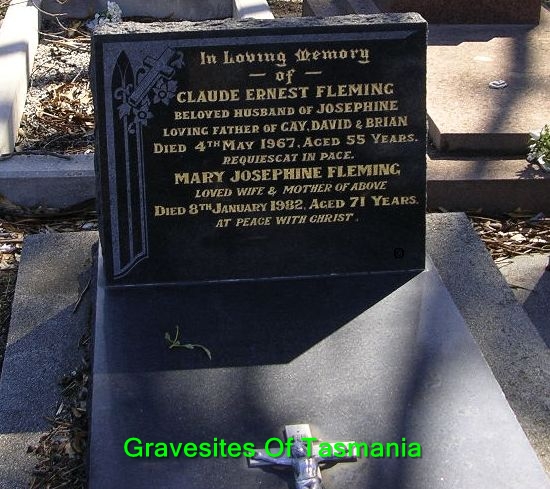 In Loving Memory
— of —
CLAUDE ERNEST FLEMING
BELOVED HUSBAND OF JOSEPHINE
LOVING FATHER OF GAY, DAVID & BRIAN
DIED 4TH MAY 1967, AGED 55 YEARS.
REQUIESCAT IN PACE.
MARY JOSEPHINE FLEMING
LOVED WIFE & MOTHER OF ABOVE
DIED 8TH JANUARY 1982, AGED 71 YEARS.
AT PEACE WITH CHRIST.
Gravesites Of Tasmania